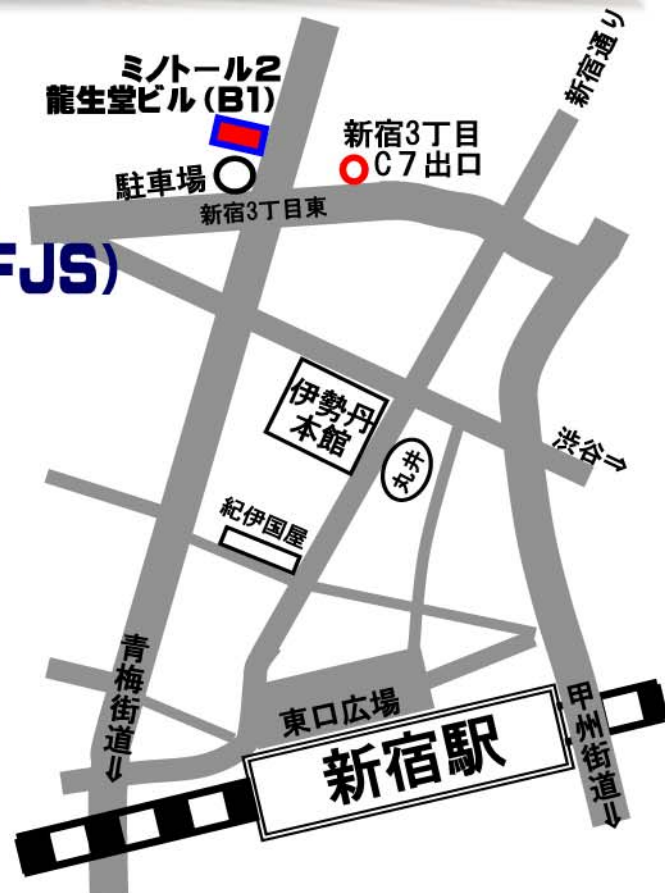 新宿通り
ミノトール2
龍生堂ビル(B1)
新宿3丁目
C7出口
駐車場
新宿3丁目東
FJS)
伊勢丹
本館
丸井
渋谷⇒
紀伊国屋
青梅街道⇒
東口広場
新宿駅
甲州街道⇒